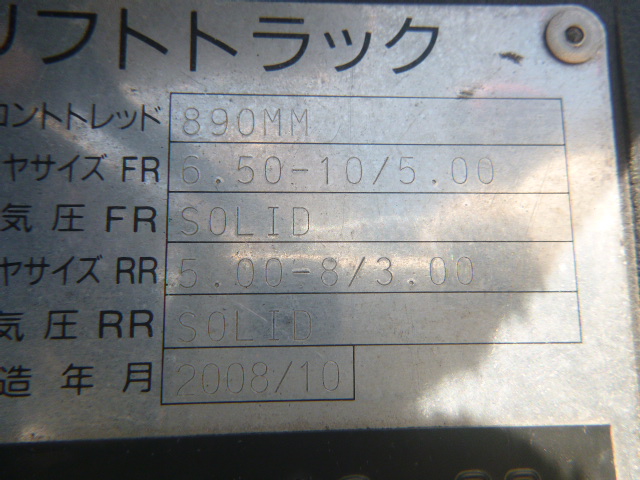 リフトトラック
ロントトレッド 890MM
ヤサイズ FR 6.50-10/5.00
気圧 FR SOLID
ヤサイズ RR 5.00-8/3.00
気圧 RR SOLID
造年月 2008/10